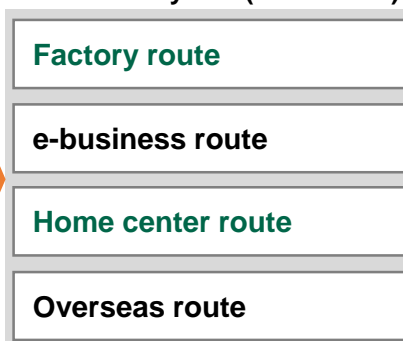 Factory route
e-business route
Home center route
Overseas route